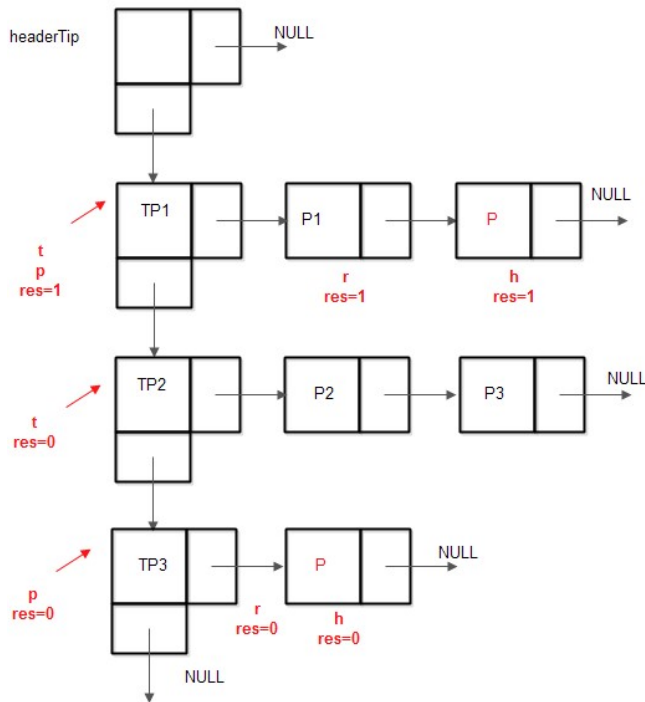 headerTip
NULL
TP1
P1
P
NULL
t
p
res=1
r
res=1
h
res=1
TP2
P2
P3
NULL
t
res=0
TP3
P
NULL
p
res=0
r
res=0
h
res=0
NULL